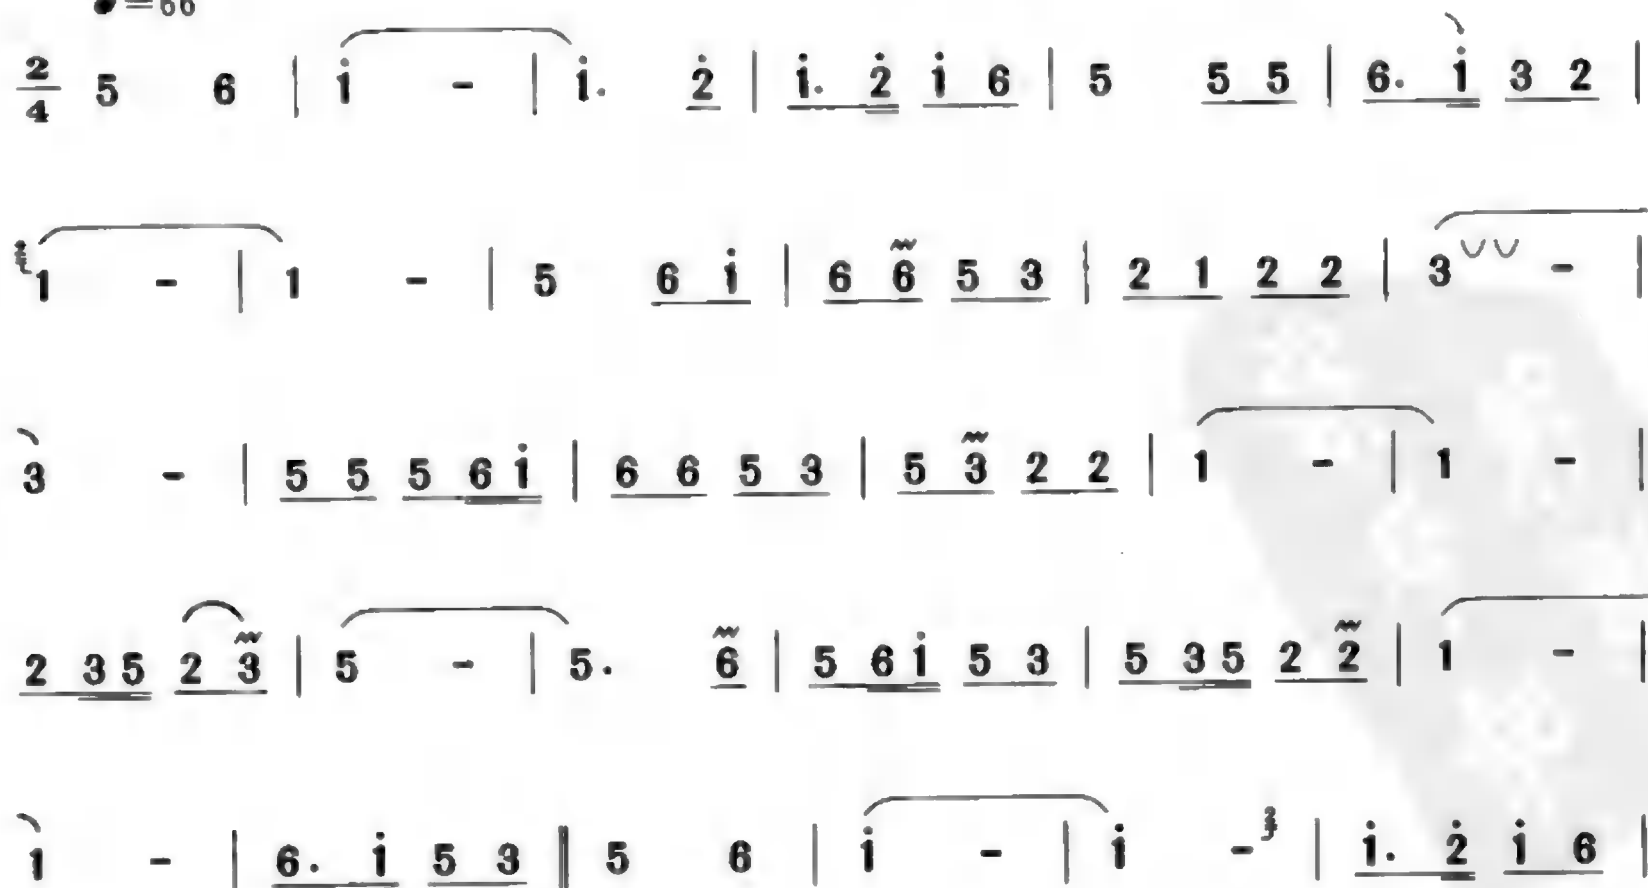 ♩=66
2/4 5 6 | i̇ - | i̇. 2̇ | i̇. 2̇ i̇ 6 | 5 5 5 | 6. i̇ 3 2 |
1 - | 1 - | 5 6 i̇ | 6 6 5 3 | 2 1 2 2 | 3 - |
3 - | 5 5 5 6 i̇ | 6 6 5 3 | 5 3 2 2 | 1 - | 1 - |
2 3 5 2 3 | 5 - | 5. 6 | 5 6 i̇ 5 3 | 5 3 5 2 2 | 1 - |
1 - | 6. i̇ 5 3 || 5 6 | i̇ - | i̇ - | i̇. 2̇ i̇ 6 |